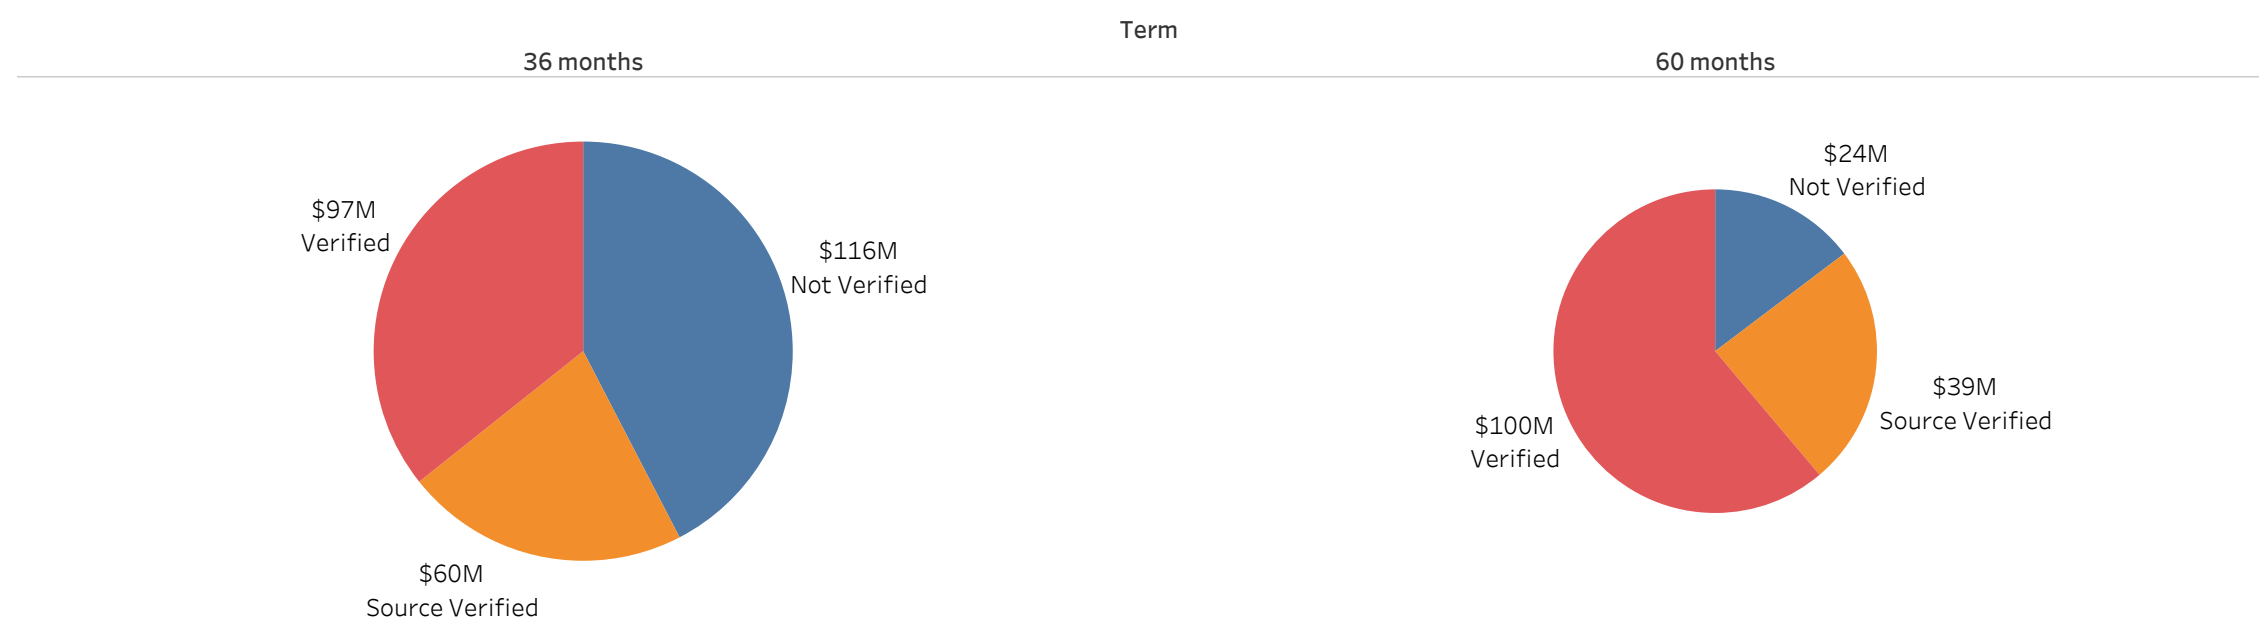 Term
36 months
60 months
$97M
Verified
$116M
Not Verified
$60M
Source Verified
$24M
Not Verified
$39M
Source Verified
$100M
Verified